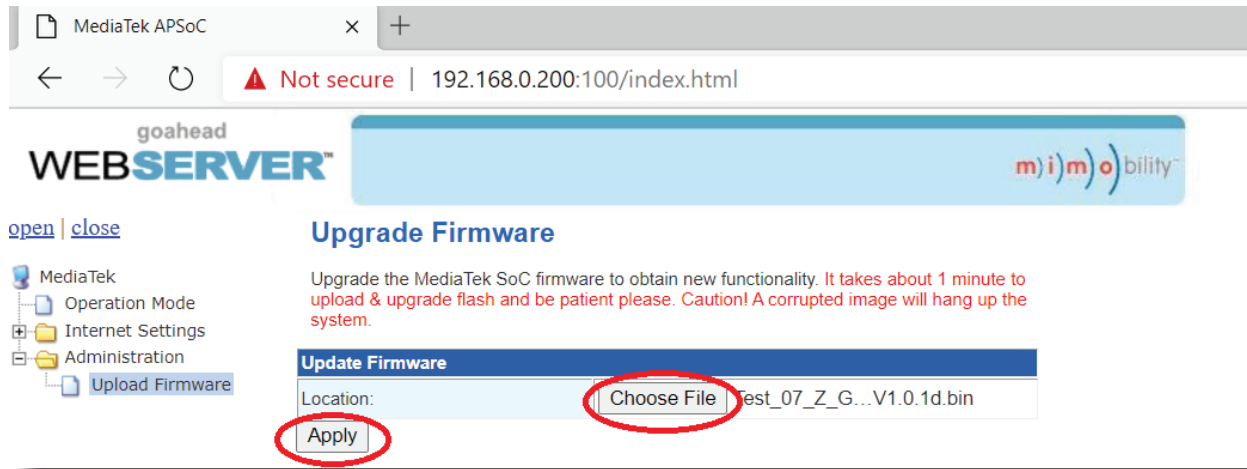 MediaTek APSoC
Not secure | 192.168.0.200:100/index.html
goahead
WEBSERVER™
m)i)m)o)bility™
open | close
Upgrade Firmware
MediaTek
Operation Mode
Internet Settings
Administration
Upload Firmware
Upgrade the MediaTek SoC firmware to obtain new functionality. It takes about 1 minute to
upload & upgrade flash and be patient please. Caution! A corrupted image will hang up the
system.
Update Firmware
Location:
Choose File Test_07_Z_G...V1.0.1d.bin
Apply